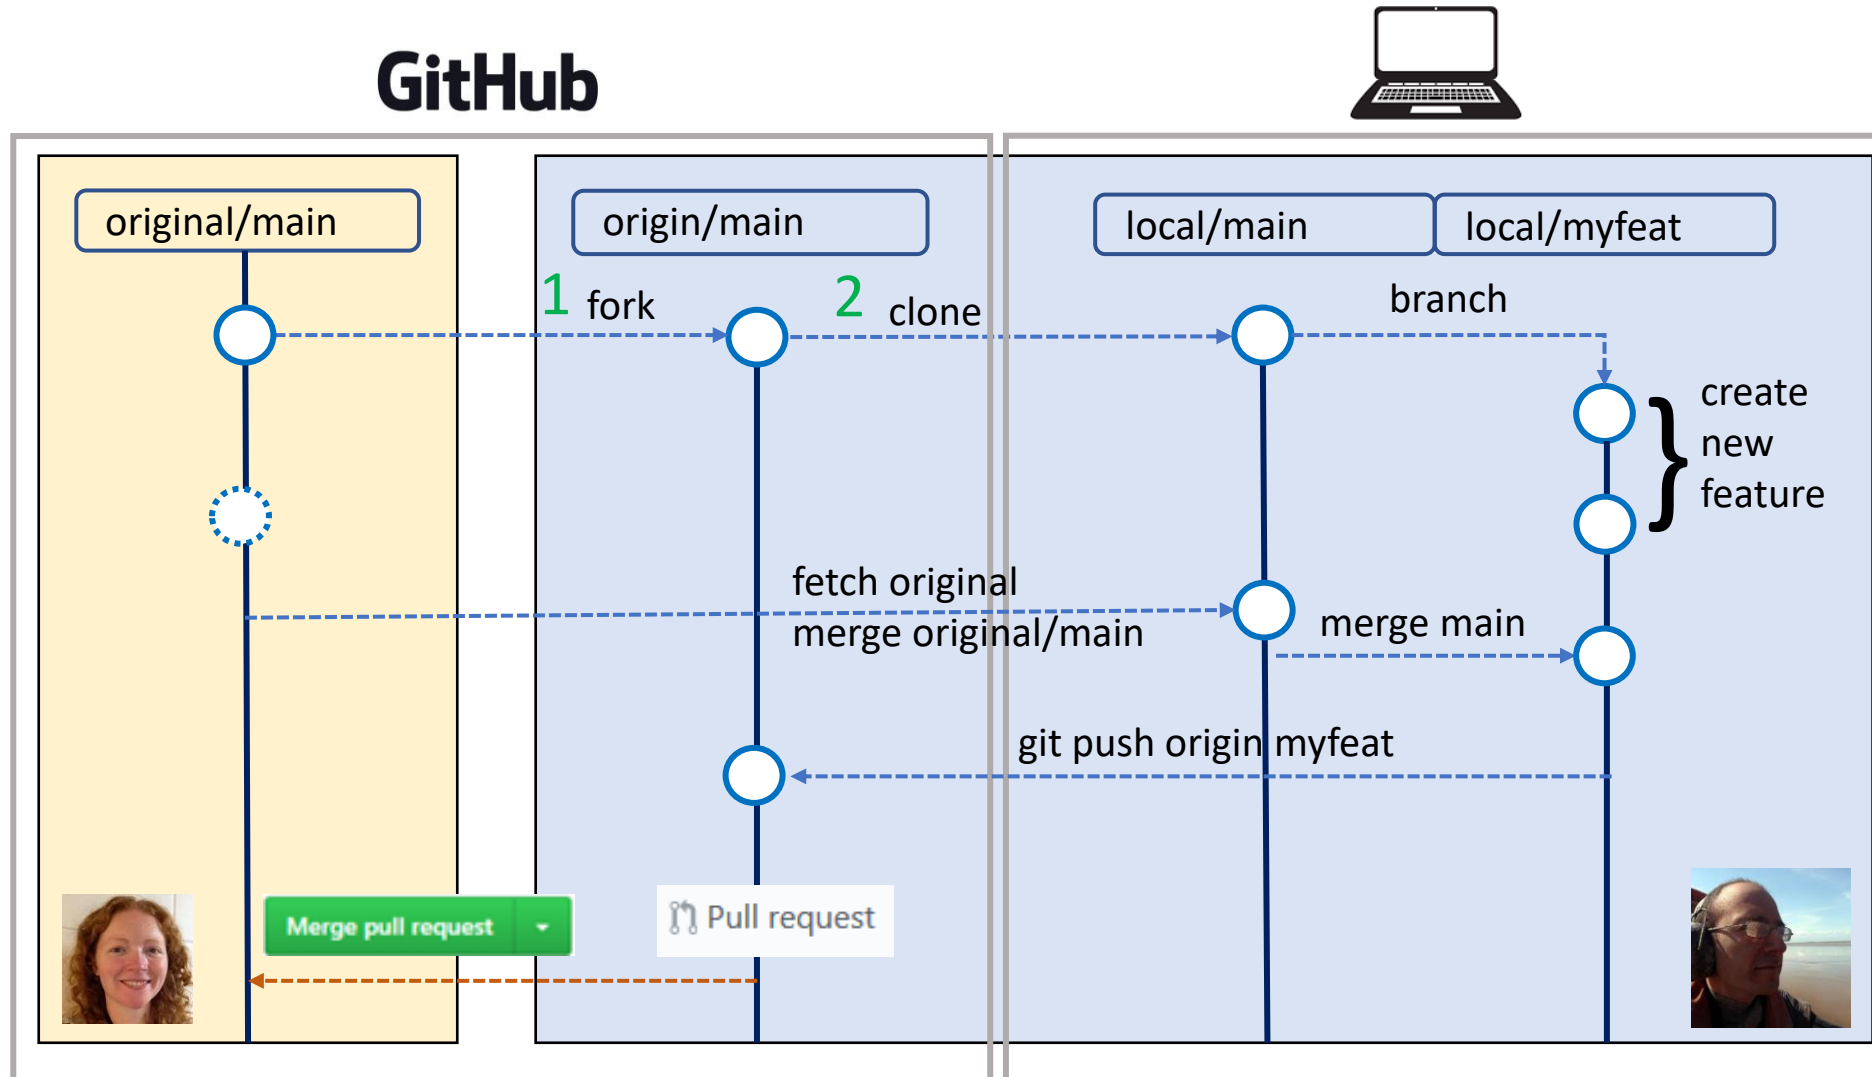 GitHub
original/main
origin/main
local/main
local/myfeat
1 fork
2 clone
branch
create
new
feature
fetch original
merge original/main
merge main
git push origin myfeat
Merge pull request
Pull request